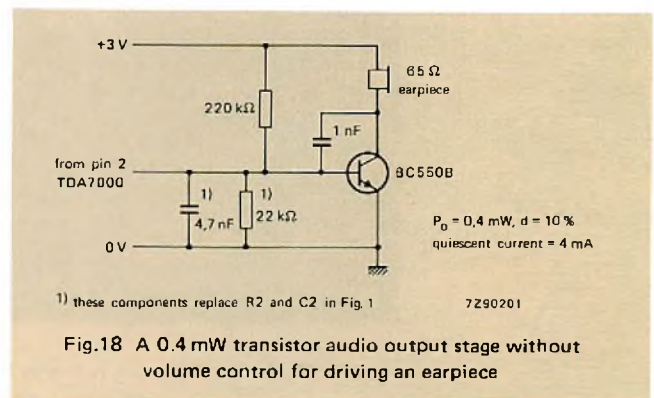 +3 V
65 Ω
earpiece
220 kΩ
1 nF
from pin 2
TDA7000
BC550B
1)
1)
4,7 nF
22 kΩ
P₀ = 0,4 mW, d = 10 %
quiescent current = 4 mA
0 V
1) these components replace R2 and C2 in Fig. 1
7Z90201
Fig.18 A 0.4 mW transistor audio output stage without
volume control for driving an earpiece